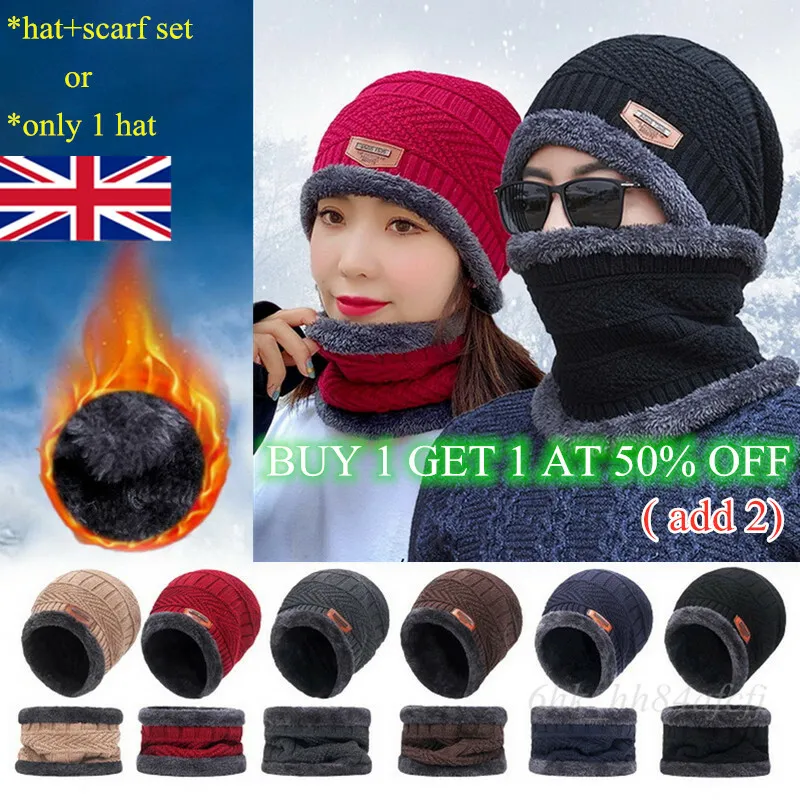 *hat+scarf set
or
*only 1 hat
BUY 1 GET 1 AT 50% OFF
( add 2)